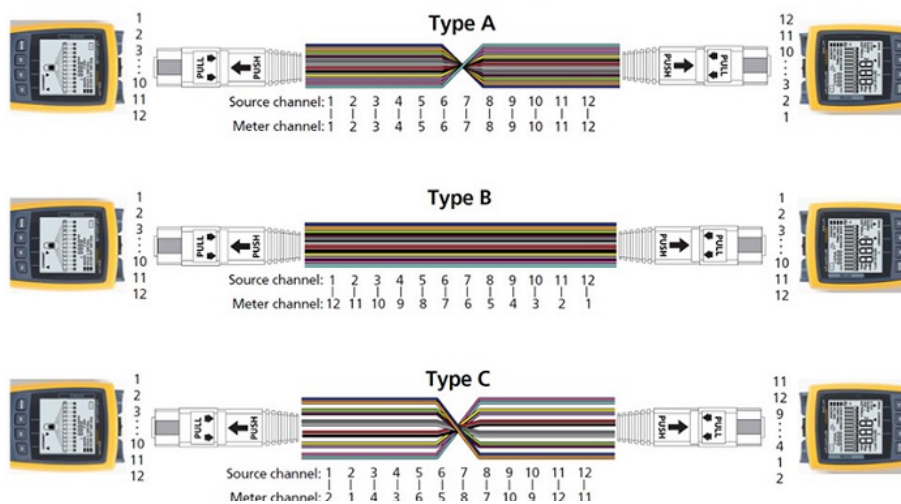 Type A
1
2
3
10
11
12
PULL PUSH
PUSH PULL
12
11
10
3
2
1
Source channel: 1 2 3 4 5 6 7 8 9 10 11 12
Meter channel: 1 2 3 4 5 6 7 8 9 10 11 12
Type B
1
2
3
10
11
12
PULL PUSH
PUSH PULL
1
2
3
10
11
12
Source channel: 1 2 3 4 5 6 7 8 9 10 11 12
Meter channel: 12 11 10 9 8 7 6 5 4 3 2 1
Type C
1
2
3
10
11
12
PULL PUSH
PUSH PULL
11
12
9
4
1
2
Source channel: 1 2 3 4 5 6 7 8 9 10 11 12
Meter channel: 2 1 4 3 6 5 8 7 10 9 12 11